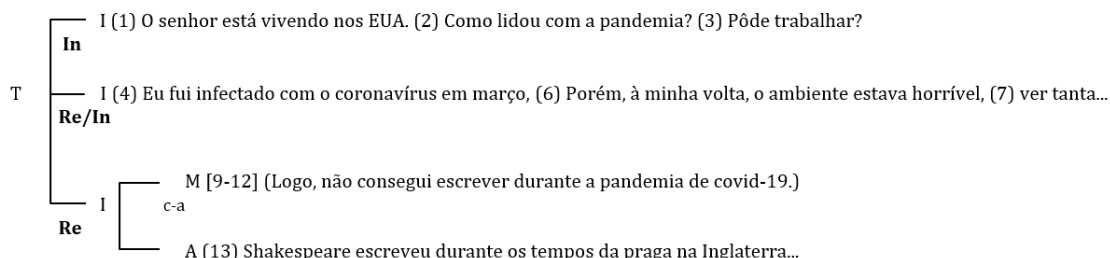 I (1) O senhor está vivendo nos EUA. (2) Como lidou com a pandemia? (3) Pôde trabalhar?
In
T
I (4) Eu fui infectado com o coronavírus em março, (6) Porém, à minha volta, o ambiente estava horrível, (7) ver tanta...
Re/In
M [9-12] (Logo, não consegui escrever durante a pandemia de covid-19.)
I
c-a
Re
A (13) Shakespeare escreveu durante os tempos da praga na Inglaterra...